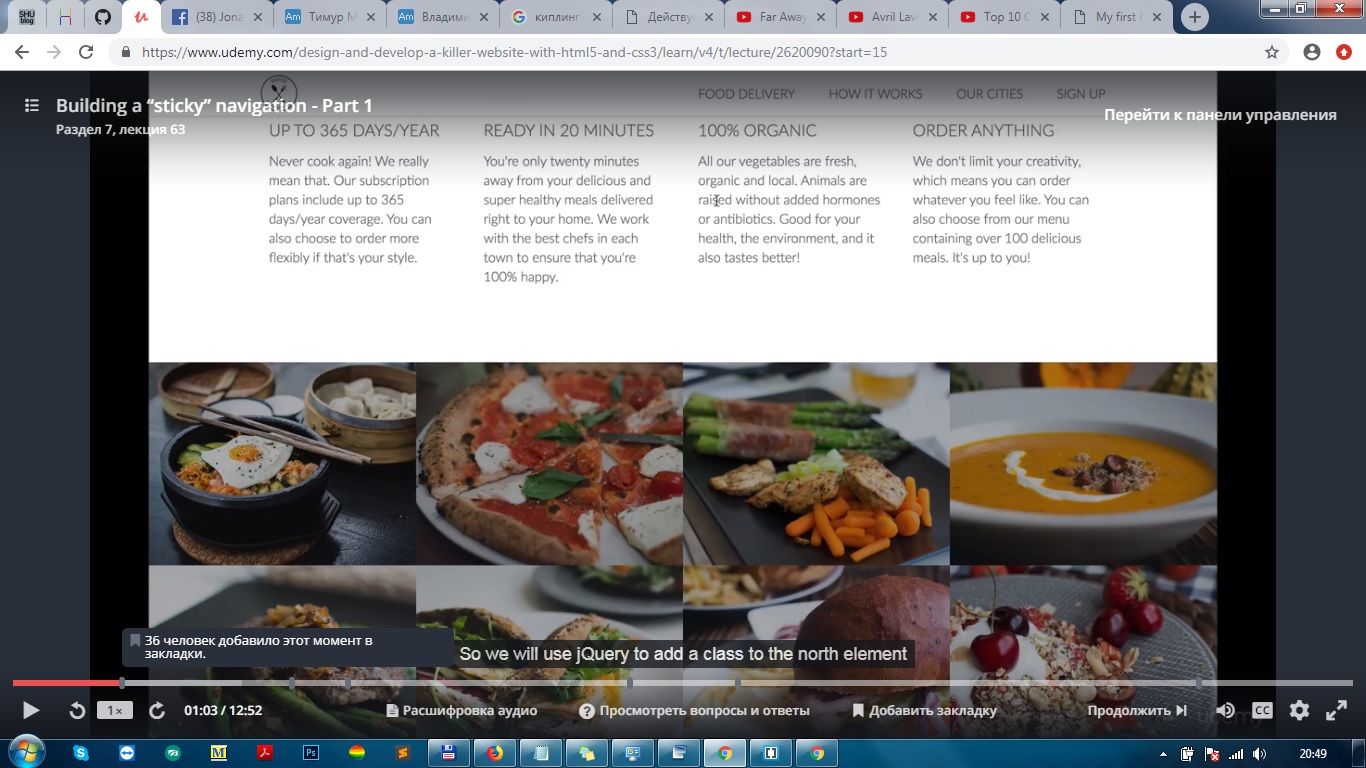 SHU
blog
(38) Jona
Тимур М
Владими
киплинг
Действу
Far Away
Avril Lav
Top 10 C
My first b
https://www.udemy.com/design-and-develop-a-killer-website-with-html5-and-css3/learn/v4/t/lecture/2620090?start=15
FOOD DELIVERY HOW IT WORKS OUR CITIES SIGN UP
Building a “sticky” navigation - Part 1
Раздел 7, лекция 63
Перейти к панели управления
UP TO 365 DAYS/YEAR
Never cook again! We really
mean that. Our subscription
plans include up to 365
days/year coverage. You can
also choose to order more
flexibly if that's your style.
READY IN 20 MINUTES
You're only twenty minutes
away from your delicious and
super healthy meals delivered
right to your home. We work
with the best chefs in each
town to ensure that you're
100% happy.
100% ORGANIC
All our vegetables are fresh,
organic and local. Animals are
raised without added hormones
or antibiotics. Good for your
health, the environment, and it
also tastes better!
ORDER ANYTHING
We don't limit your creativity,
which means you can order
whatever you feel like. You can
also choose from our menu
containing over 100 delicious
meals. It's up to you!
36 человек добавило этот момент в
закладки.
So we will use jQuery to add a class to the north element
1x
01:03 / 12:52
Расшифровка аудио
Просмотреть вопросы и ответы
Добавить закладку
Продолжить
CC
udemy
20:49